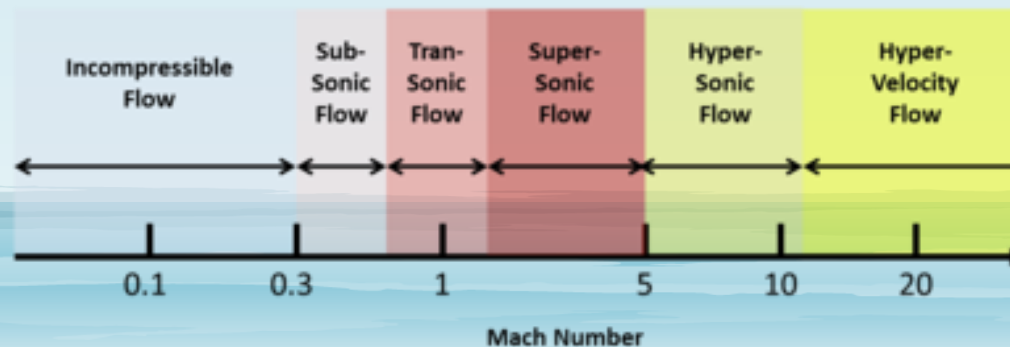 Incompressible
Flow
Sub-
Sonic
Flow
Tran-
Sonic
Flow
Super-
Sonic
Flow
Hyper-
Sonic
Flow
Hyper-
Velocity
Flow
0.1 0.3 1 5 10 20
Mach Number